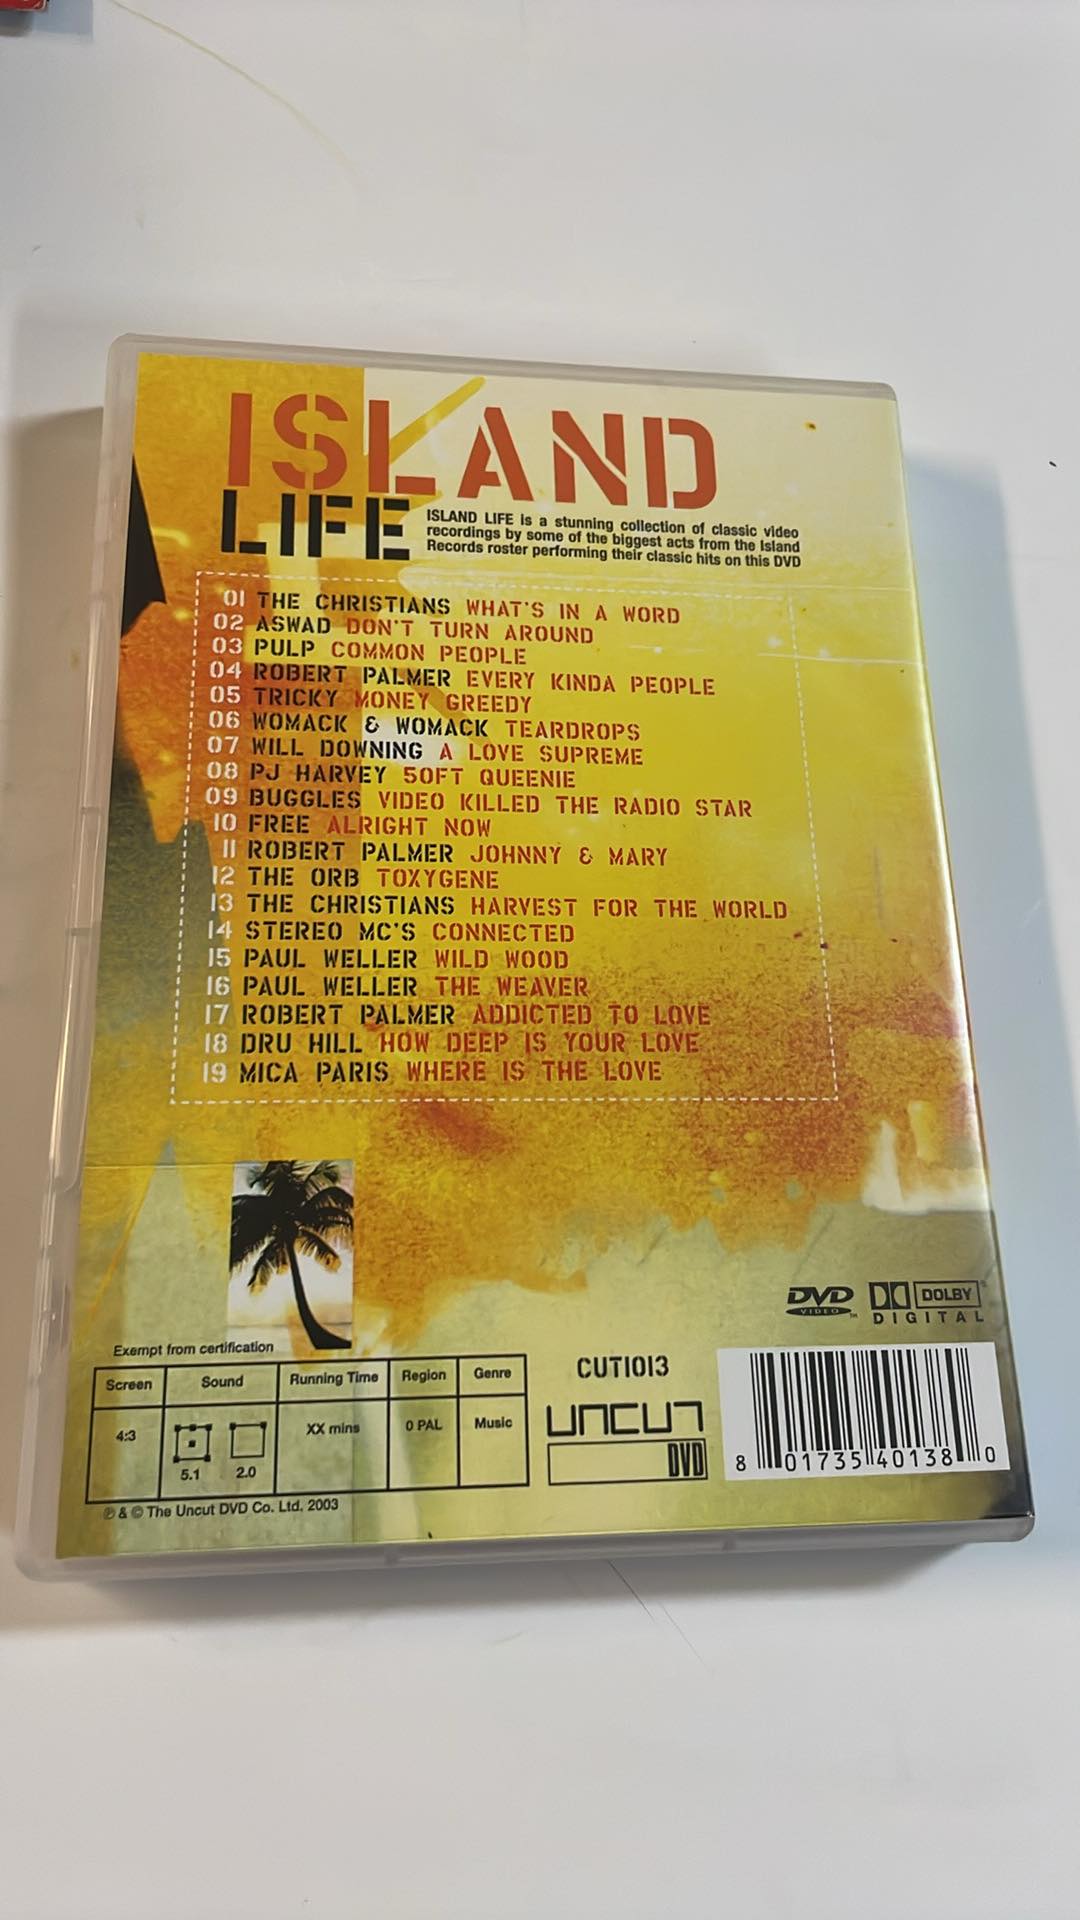 ISLAND
LIFE
ISLAND LIFE is a stunning collection of classic video
recordings by some of the biggest acts from the Island
Records roster performing their classic hits on this DVD
01 THE CHRISTIANS WHAT'S IN A WORD
02 ASWAD DON'T TURN AROUND
03 PULP COMMON PEOPLE
04 ROBERT PALMER EVERY KINDA PEOPLE
05 TRICKY MONEY GREEDY
06 WOMACK & WOMACK TEARDROPS
07 WILL DOWNING A LOVE SUPREME
08 PJ HARVEY 50FT QUEENIE
09 BUGGLES VIDEO KILLED THE RADIO STAR
10 FREE ALRIGHT NOW
11 ROBERT PALMER JOHNNY & MARY
12 THE ORB TOXYGENE
13 THE CHRISTIANS HARVEST FOR THE WORLD
14 STEREO MC'S CONNECTED
15 PAUL WELLER WILD WOOD
16 PAUL WELLER THE WEAVER
17 ROBERT PALMER ADDICTED TO LOVE
18 DRU HILL HOW DEEP IS YOUR LOVE
19 MICA PARIS WHERE IS THE LOVE
DVD VIDEO TM
DOLBY DIGITAL
Exempt from certification
Screen Sound Running Time Region Genre
4:3 5.1 2.0 XX mins 0 PAL Music
℗ & © The Uncut DVD Co. Ltd. 2003
CUT1013
UNCUT
DVD
8 01735 40138 0